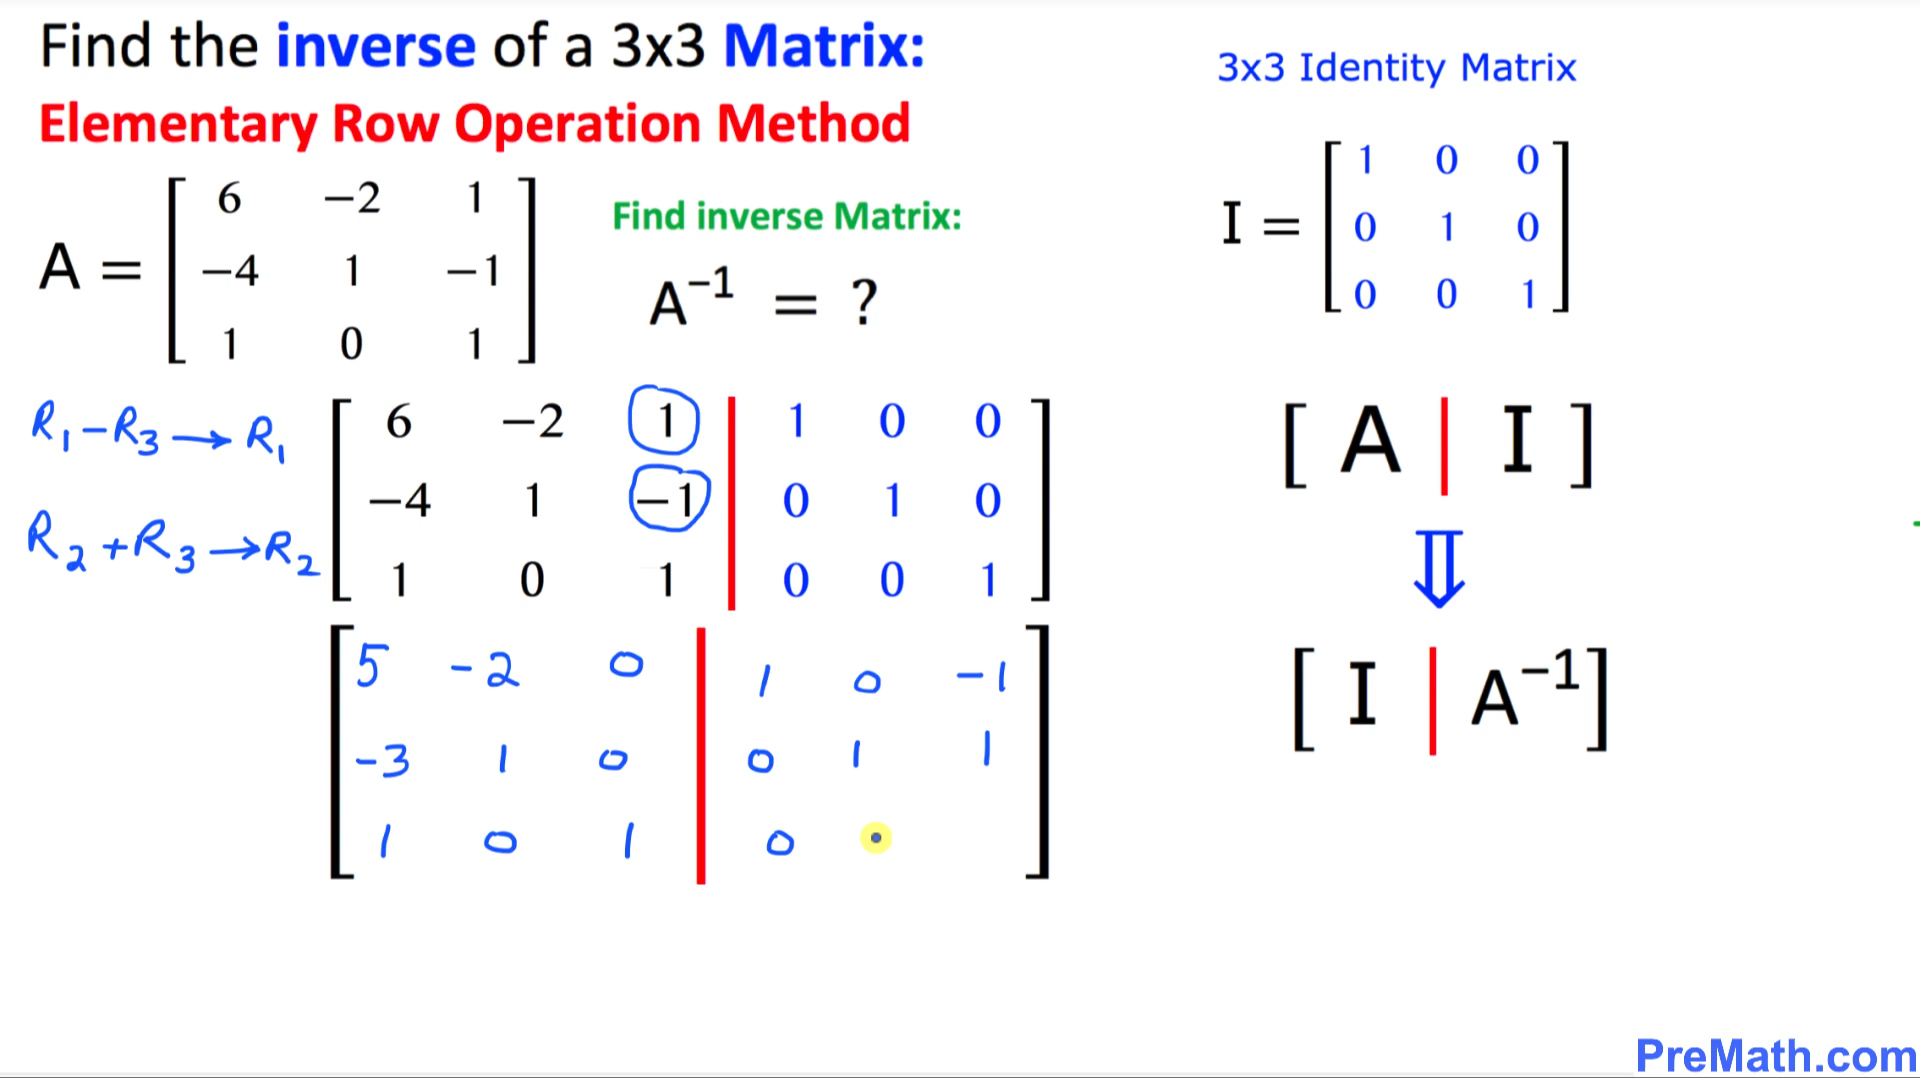 Find the inverse of a 3x3 Matrix:
Elementary Row Operation Method
3x3 Identity Matrix
A = [ 6 −2 1
−4 1 −1
1 0 1 ]
Find inverse Matrix:
A⁻¹ = ?
I = [ 1 0 0
0 1 0
0 0 1 ]
R₁ − R₃ → R₁
R₂ + R₃ → R₂
[ 6 −2 1 | 1 0 0
−4 1 −1 | 0 1 0
1 0 1 | 0 0 1 ]
[ 5 -2 0 | 1 0 -1
-3 1 0 | 0 1 1
1 0 1 | 0 ]
[ A | I ]
⇓
[ I | A⁻¹ ]
PreMath.com